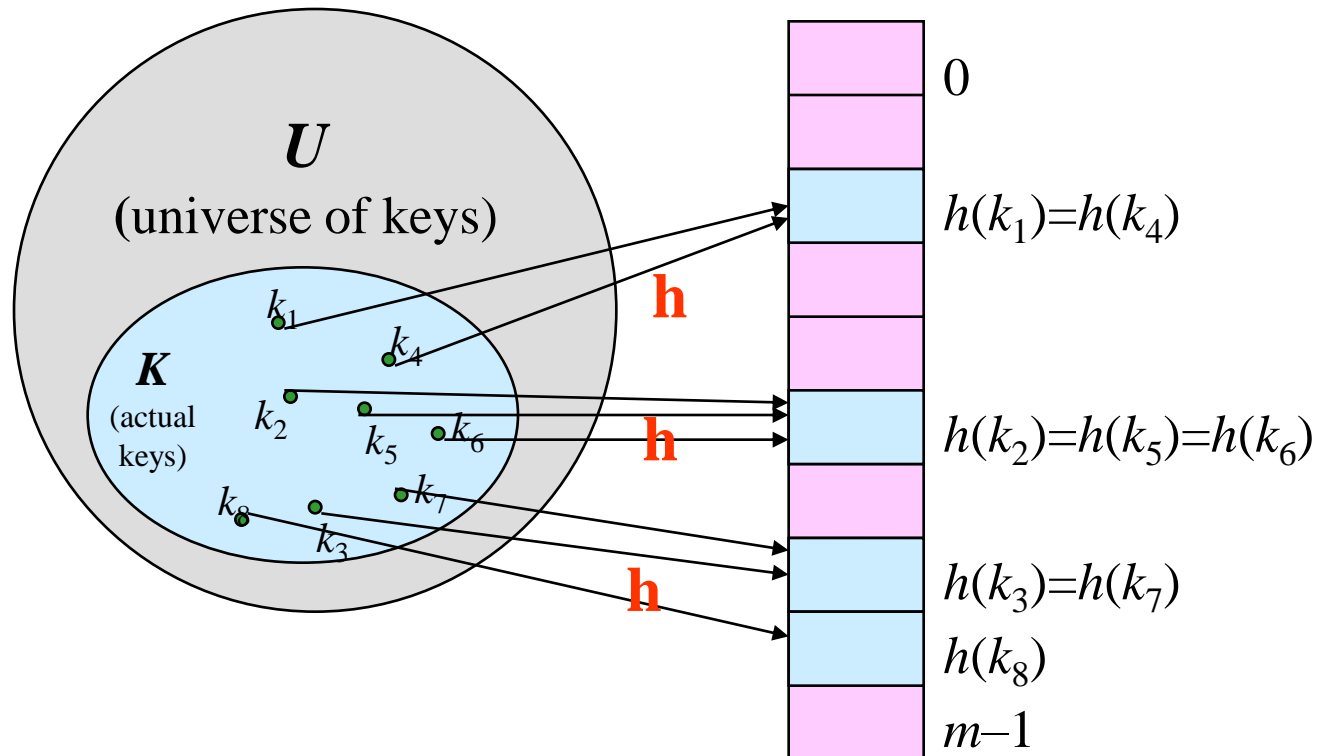 U
(universe of keys)
K
(actual
keys)
k₁
k₄
k₂
k₅
k₆
k₇
k₈
k₃
h
h
h
0
h(k₁)=h(k₄)
h(k₂)=h(k₅)=h(k₆)
h(k₃)=h(k₇)
h(k₈)
m–1